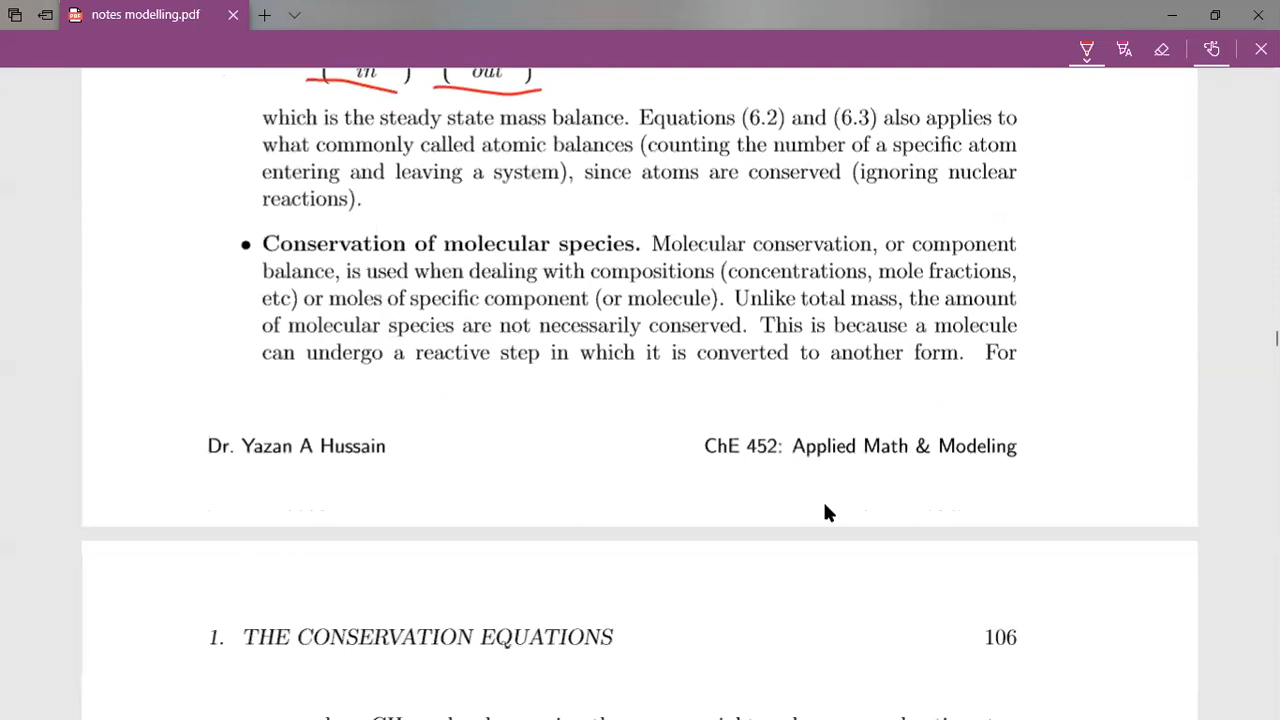 notes modelling.pdf
in out
which is the steady state mass balance. Equations (6.2) and (6.3) also applies to
what commonly called atomic balances (counting the number of a specific atom
entering and leaving a system), since atoms are conserved (ignoring nuclear
reactions).
• Conservation of molecular species. Molecular conservation, or component
balance, is used when dealing with compositions (concentrations, mole fractions,
etc) or moles of specific component (or molecule). Unlike total mass, the amount
of molecular species are not necessarily conserved. This is because a molecule
can undergo a reactive step in which it is converted to another form. For
Dr. Yazan A Hussain ChE 452: Applied Math & Modeling
1. THE CONSERVATION EQUATIONS 106